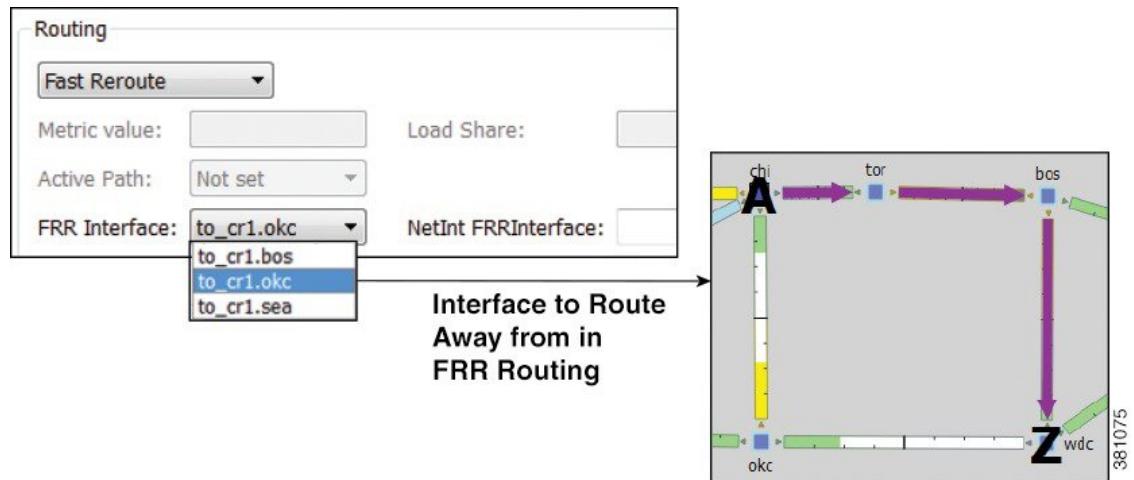 Routing
Fast Reroute
Metric value:
Load Share:
Active Path:
Not set
FRR Interface:
to_cr1.okc
NetInt FRRInterface:
to_cr1.bos
to_cr1.okc
to_cr1.sea
Interface to Route
Away from in
FRR Routing
chi
tor
bos
A
okc
Z
wdc
381075